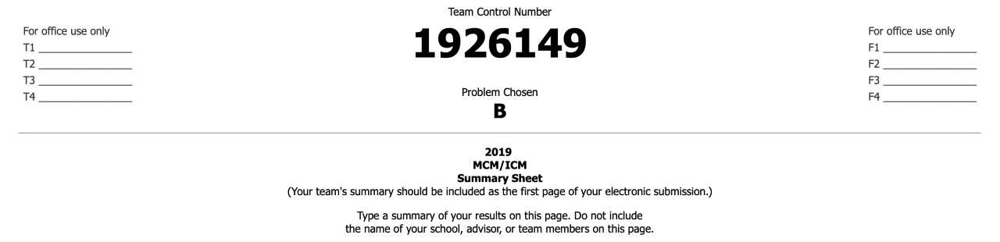 Team Control Number
For office use only
1926149
For office use only
T1 ________________
F1 ________________
T2 ________________
F2 ________________
T3 ________________
F3 ________________
T4 ________________
F4 ________________
Problem Chosen
B
2019
MCM/ICM
Summary Sheet
(Your team's summary should be included as the first page of your electronic submission.)
Type a summary of your results on this page. Do not include
the name of your school, advisor, or team members on this page.